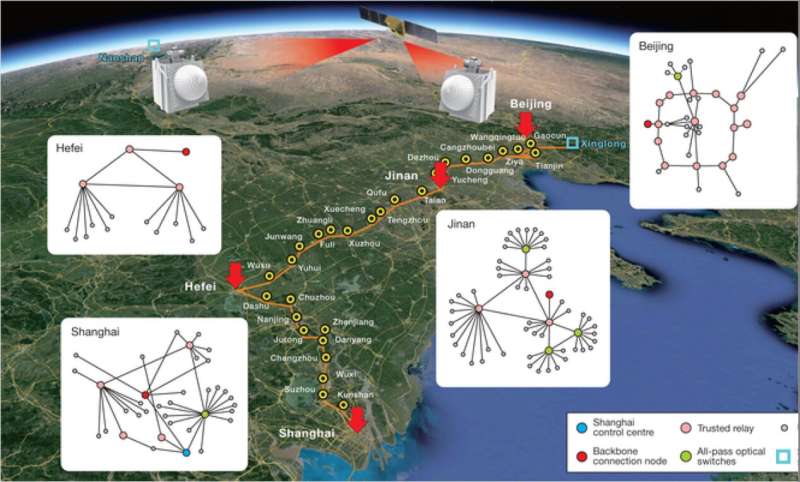 Nanshan
Beijing
Beijing
Wangqingtuo
Gaocun
Cangzhoubei
Xinglong
Hefei
Dezhou
Ziya
Tianjin
Jinan
Dongguang
Yucheng
Qufu
Taian
Xuecheng
Tengzhou
Zhuangli
Jinan
Junwang
Fuli
Xuzhou
Wuxu
Yuhui
Hefei
Dashu
Chuzhou
Nanjing
Zhenjiang
Shanghai
Jurong
Danyang
Changzhou
Wuxi
Suzhou
Kunshan
Shanghai
Shanghai
control centre
Trusted relay
Backbone
connection node
All-pass optical
switches